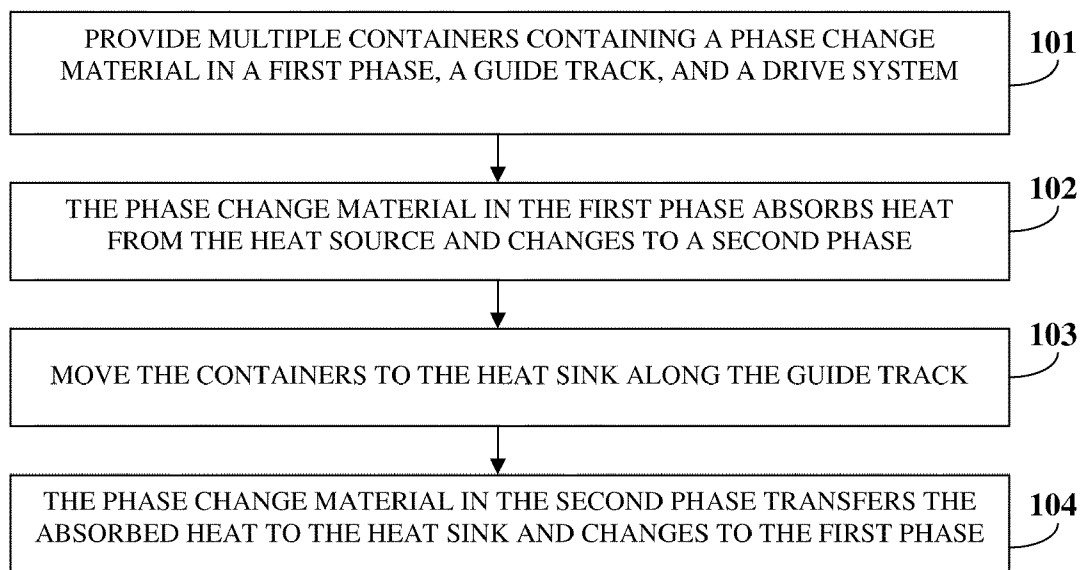 PROVIDE MULTIPLE CONTAINERS CONTAINING A PHASE CHANGE
MATERIAL IN A FIRST PHASE, A GUIDE TRACK, AND A DRIVE SYSTEM
101
THE PHASE CHANGE MATERIAL IN THE FIRST PHASE ABSORBS HEAT
FROM THE HEAT SOURCE AND CHANGES TO A SECOND PHASE
102
MOVE THE CONTAINERS TO THE HEAT SINK ALONG THE GUIDE TRACK
103
THE PHASE CHANGE MATERIAL IN THE SECOND PHASE TRANSFERS THE
ABSORBED HEAT TO THE HEAT SINK AND CHANGES TO THE FIRST PHASE
104